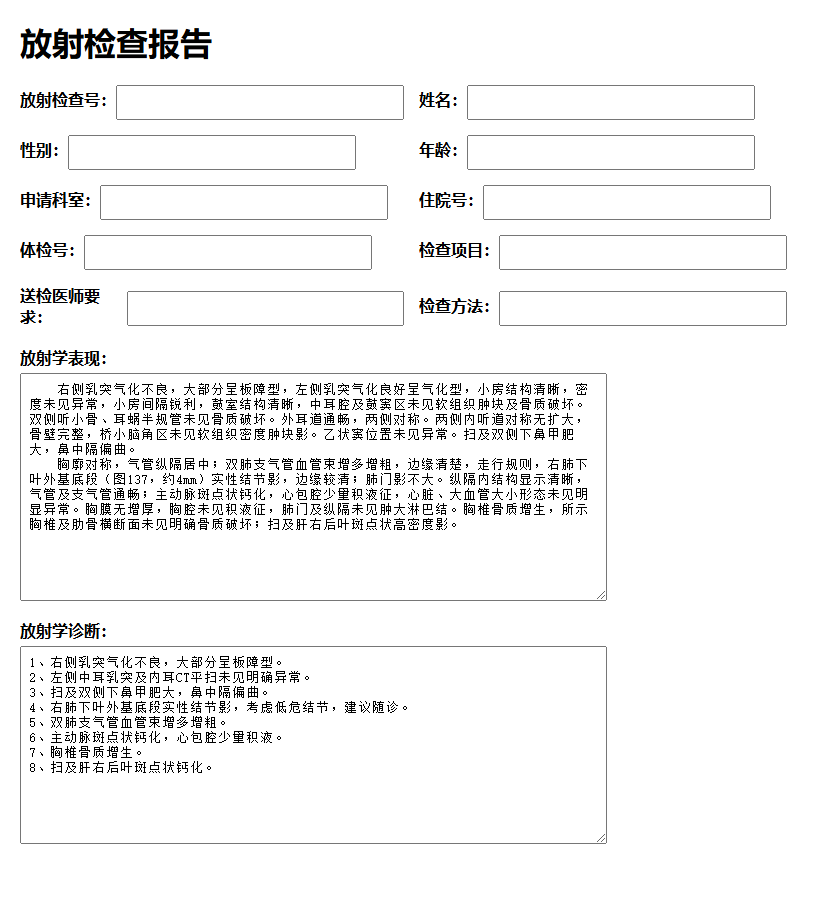 放射检查报告
放射检查号：
姓名：
性别：
年龄：
申请科室：
住院号：
体检号：
检查项目：
送检医师要
求：
检查方法：
放射学表现：
右侧乳突气化不良，大部分呈板障型，左侧乳突气化良好呈气化型，小房结构清晰，密
度未见异常，小房间隔锐利，鼓室结构清晰，中耳腔及鼓窦区未见软组织肿块及骨质破坏。
双侧听小骨、耳蜗半规管未见骨质破坏。外耳道通畅，两侧对称。两侧内听道对称无扩大，
骨壁完整，桥小脑角区未见软组织密度肿块影。乙状窦位置未见异常。扫及双侧下鼻甲肥
大，鼻中隔偏曲。
胸廓对称，气管纵隔居中；双肺支气管血管束增多增粗，边缘清楚，走行规则，右肺下
叶外基底段（图137，约4mm）实性结节影，边缘较清；肺门影不大。纵隔内结构显示清晰，
气管及支气管通畅；主动脉斑点状钙化，心包腔少量积液征，心脏、大血管大小形态未见明
显异常。胸膜无增厚，胸腔未见积液征，肺门及纵隔未见肿大淋巴结。胸椎骨质增生，所示
胸椎及肋骨横断面未见明确骨质破坏；扫及肝右后叶斑点状高密度影。
放射学诊断：
1、右侧乳突气化不良，大部分呈板障型。
2、左侧中耳乳突及内耳CT平扫未见明确异常。
3、扫及双侧下鼻甲肥大，鼻中隔偏曲。
4、右肺下叶外基底段实性结节影，考虑低危结节，建议随诊。
5、双肺支气管血管束增多增粗。
6、主动脉斑点状钙化，心包腔少量积液。
7、胸椎骨质增生。
8、扫及肝右后叶斑点状钙化。